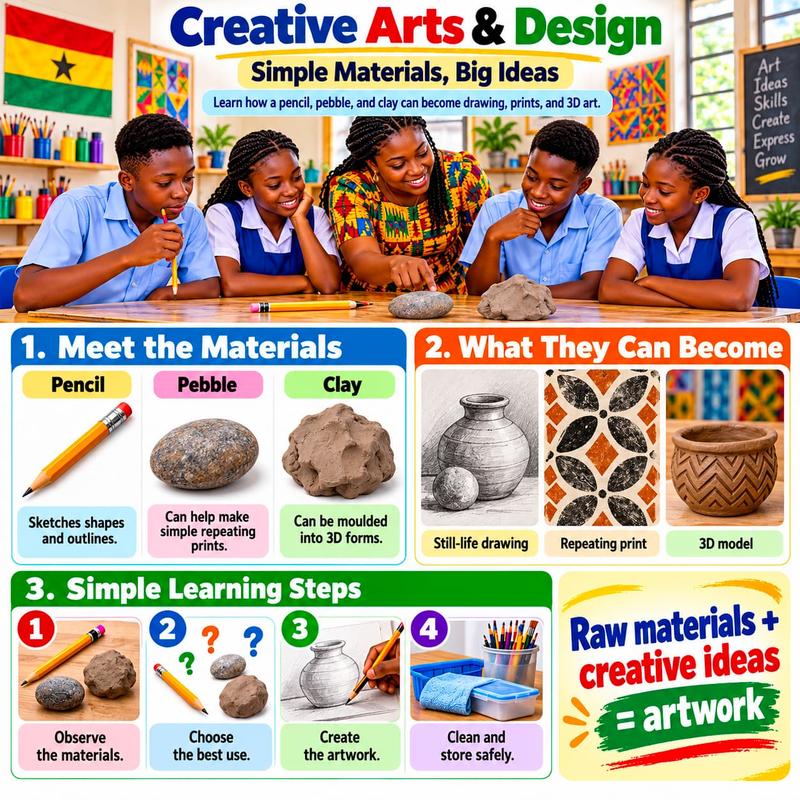 Creative Arts & Design
Simple Materials, Big Ideas
Learn how a pencil, pebble, and clay can become drawing, prints, and 3D art.
Art
Ideas
Skills
Create
Express
Grow
1. Meet the Materials
Pencil
Pebble
Clay
Sketches shapes
and outlines.
Can help make
simple repeating
prints.
Can be moulded
into 3D forms.
2. What They Can Become
Still-life drawing
Repeating print
3D model
3. Simple Learning Steps
1
Observe
the materials.
2
? ? ?
Choose
the best use.
3
Create
the artwork.
4
Clean and
store safely.
Raw materials +
creative ideas
= artwork